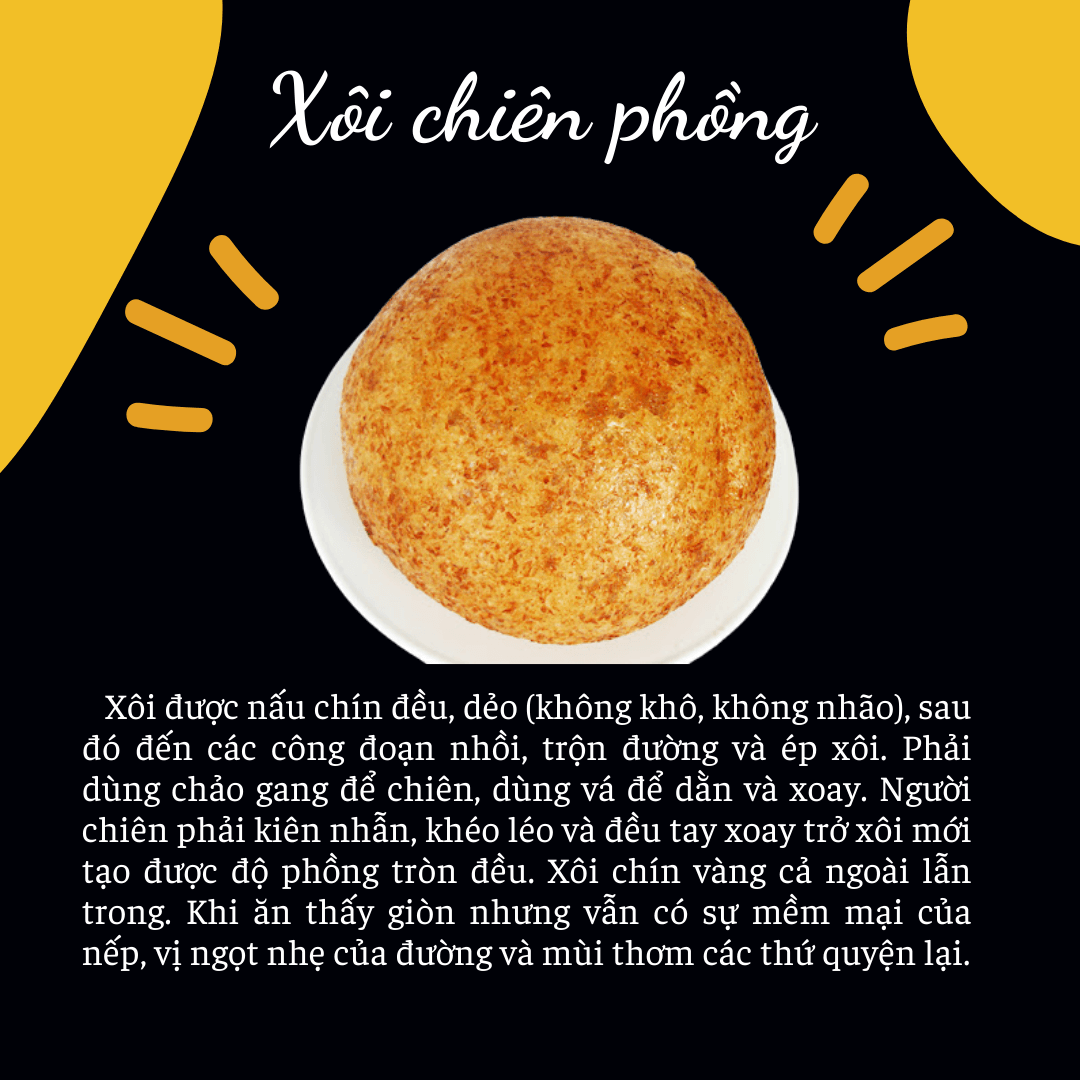 Xôi chiên phồng
Xôi được nấu chín đều, dẻo (không khô, không nhão), sau
đó đến các công đoạn nhồi, trộn đường và ép xôi. Phải
dùng chảo gang để chiên, dùng vá để dằn và xoay. Người
chiên phải kiên nhẫn, khéo léo và đều tay xoay trở xôi mới
tạo được độ phồng tròn đều. Xôi chín vàng cả ngoài lẫn
trong. Khi ăn thấy giòn nhưng vẫn có sự mềm mại của
nếp, vị ngọt nhẹ của đường và mùi thơm các thứ quyện lại.